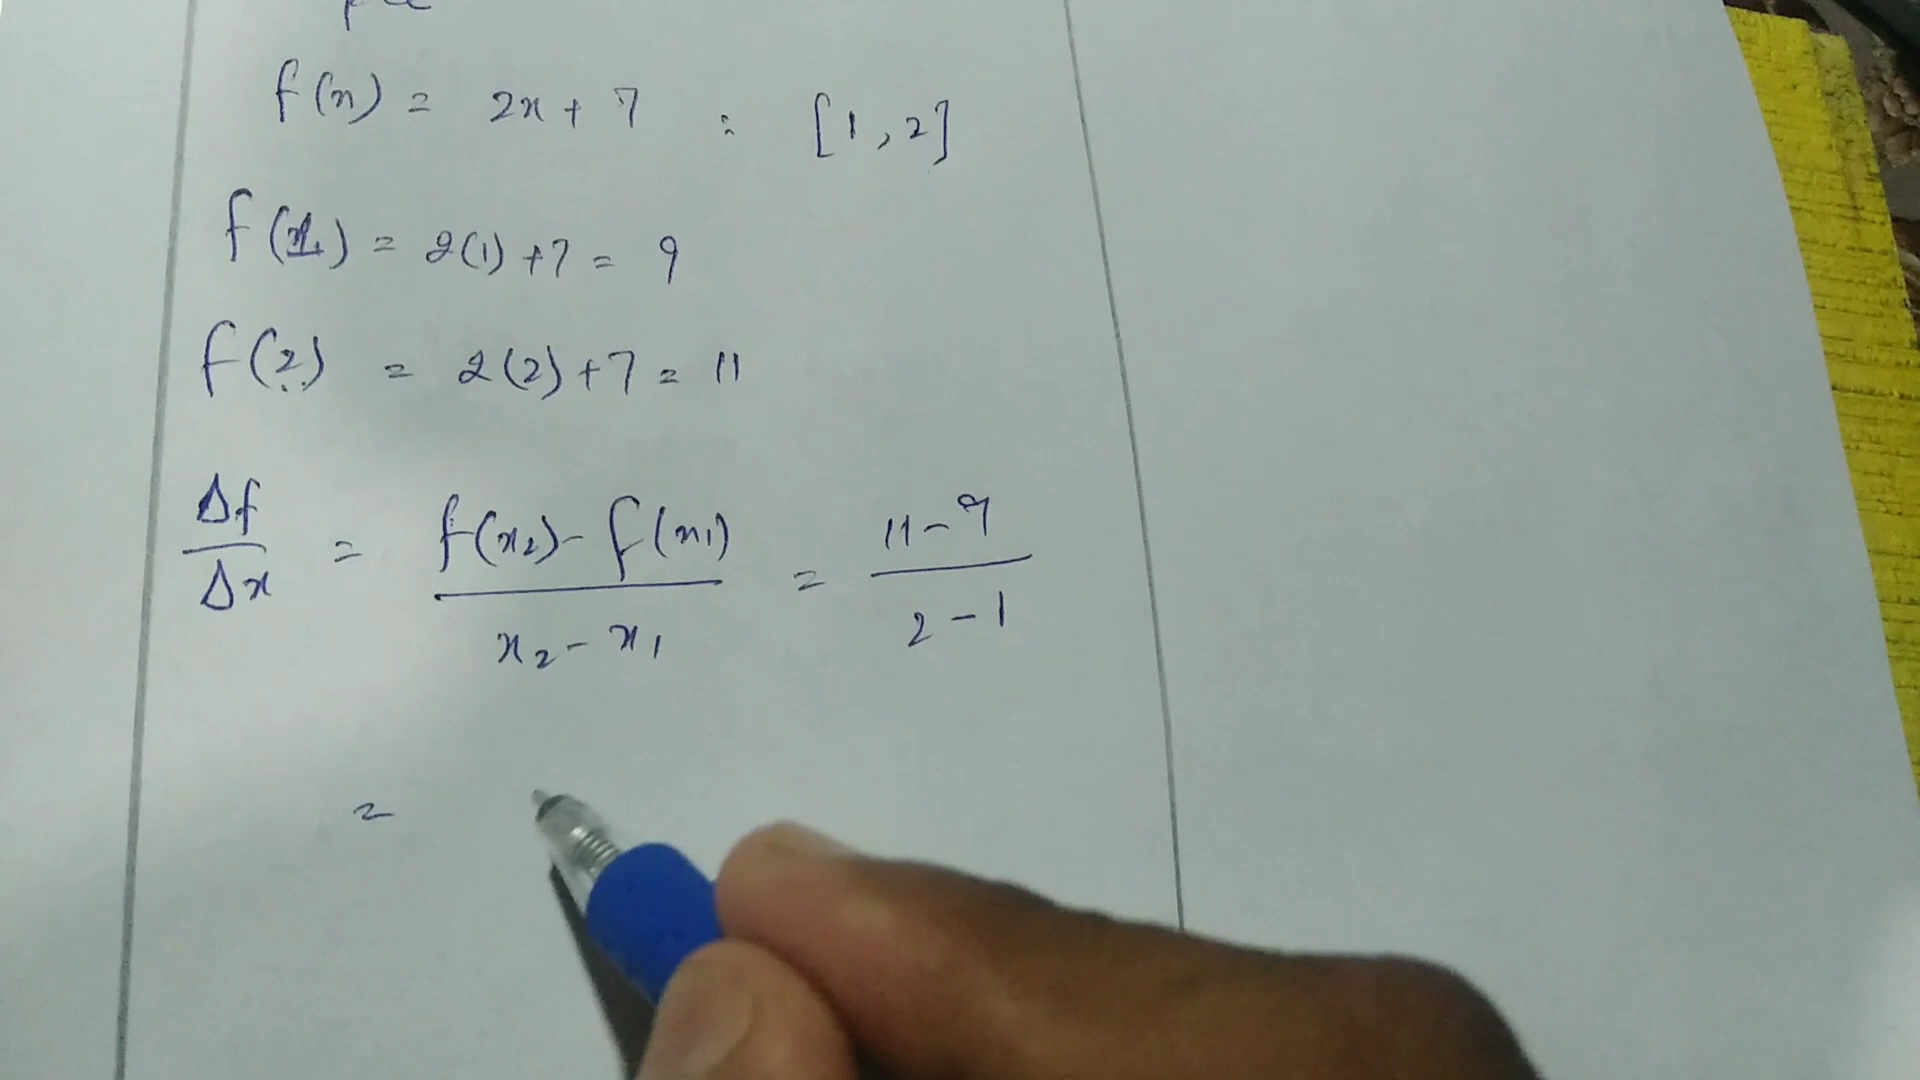 f(x) = 2x + 7 : [1, 2]
f(1) = 2(1) + 7 = 9
f(2) = 2(2) + 7 = 11
Δf/Δx = f(x₂) - f(x₁) / x₂ - x₁ = 11 - 9 / 2 - 1
=